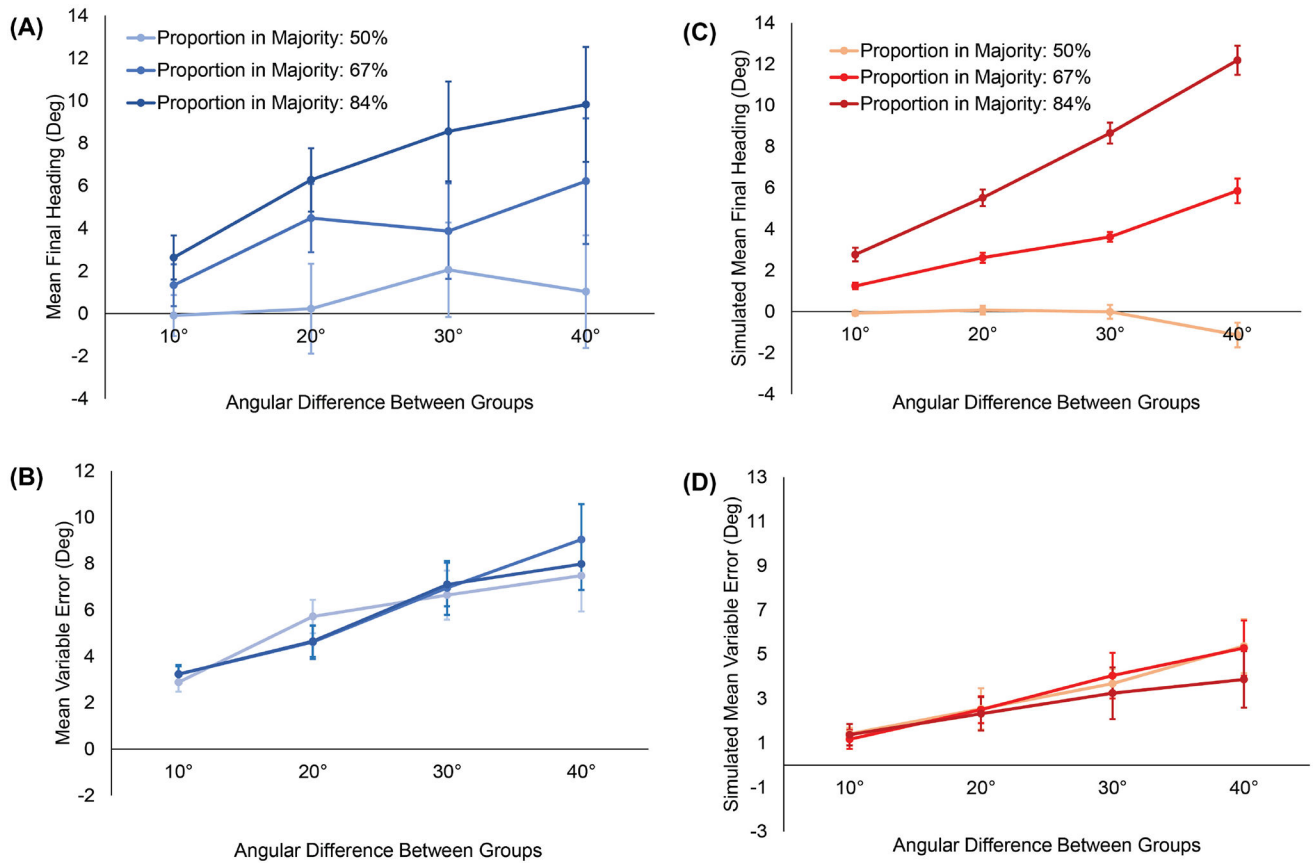 (A)
Mean Final Heading (Deg)
14
12
10
8
6
4
2
0
-2
-4
Proportion in Majority: 50%
Proportion in Majority: 67%
Proportion in Majority: 84%
10°
20°
30°
40°
Angular Difference Between Groups
(C)
Simulated Mean Final Heading (Deg)
14
12
10
8
6
4
2
0
-2
-4
Proportion in Majority: 50%
Proportion in Majority: 67%
Proportion in Majority: 84%
10°
20°
30°
40°
Angular Difference Between Groups
(B)
Mean Variable Error (Deg)
12
10
8
6
4
2
0
-2
10°
20°
30°
40°
Angular Difference Between Groups
(D)
Simulated Mean Variable Error (Deg)
13
11
9
7
5
3
1
-1
-3
10°
20°
30°
40°
Angular Difference Between Groups